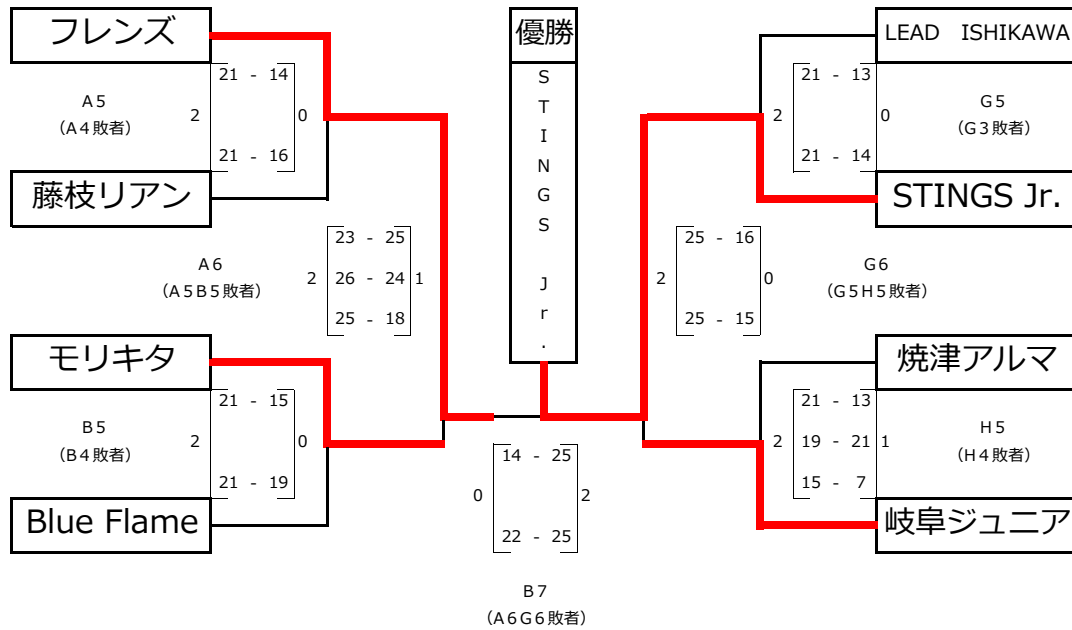 フレンズ
21 - 14
A5
(A4敗者)
2
0
21 - 16
藤枝リアン
A6
(A5B5敗者)
23 - 25
2
26 - 24
1
25 - 18
モリキタ
21 - 15
B5
(B4敗者)
2
0
21 - 19
Blue Flame
優勝
S
T
I
N
G
S
J
r
.
14 - 25
0
2
22 - 25
B7
(A6G6敗者)
LEAD ISHIKAWA
21 - 13
G5
(G3敗者)
2
0
21 - 14
STINGS Jr.
25 - 16
G6
(G5H5敗者)
2
0
25 - 15
焼津アルマ
21 - 13
H5
(H4敗者)
2
19 - 21
1
15 - 7
岐阜ジュニア